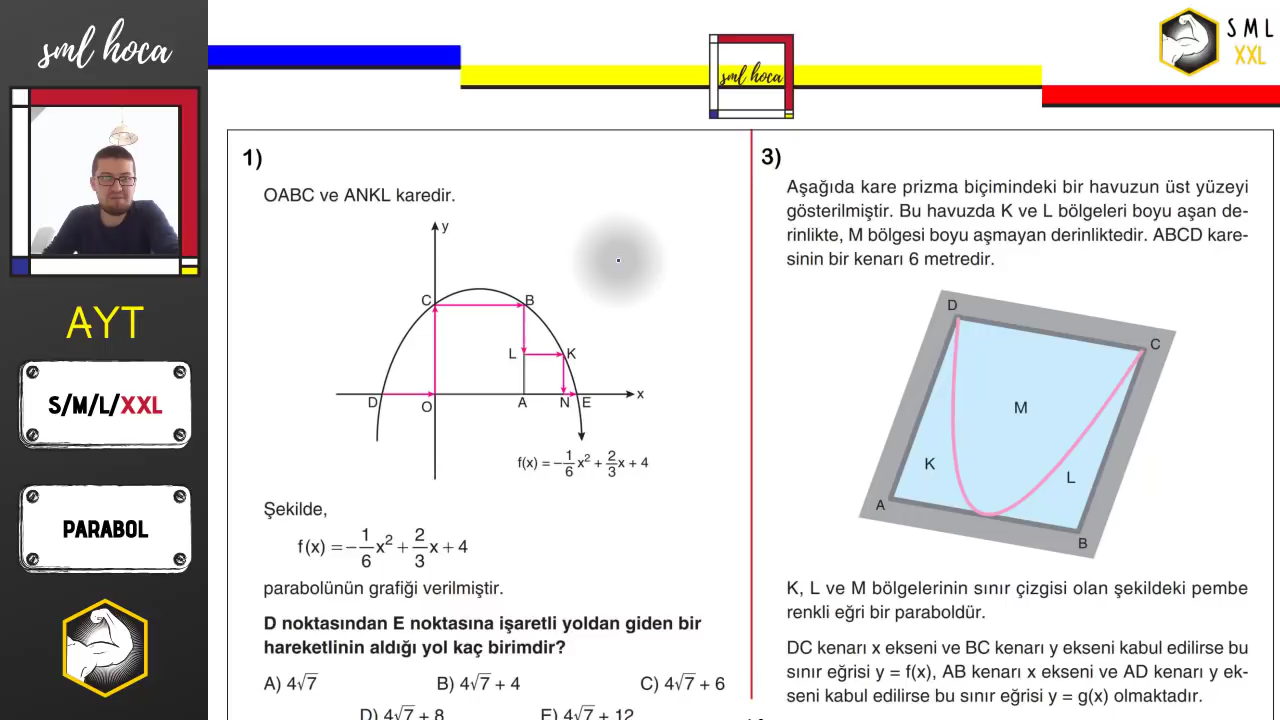 sml hoca
AYT
S/M/L/XXL
PARABOL
sml hoca
S M L
XXL
1)
OABC ve ANKL karedir.
y
C
B
L
K
D
O
A
N
E
x
f(x) = –1/6 x² + 2/3 x + 4
Şekilde,
f(x) = –1/6 x² + 2/3 x + 4
parabolünün grafiği verilmiştir.
D noktasından E noktasına işaretli yoldan giden bir
hareketlinin aldığı yol kaç birimdir?
A) 4√7
B) 4√7 + 4
C) 4√7 + 6
D) 4√7 + 8
E) 4√7 + 12
3)
Aşağıda kare prizma biçimindeki bir havuzun üst yüzeyi
gösterilmiştir. Bu havuzda K ve L bölgeleri boyu aşan de-
rinlikte, M bölgesi boyu aşmayan derinliktedir. ABCD kare-
sinin bir kenarı 6 metredir.
D
C
M
K
L
A
B
K, L ve M bölgelerinin sınır çizgisi olan şekildeki pembe
renkli eğri bir paraboldür.
DC kenarı x ekseni ve BC kenarı y ekseni kabul edilirse bu
sınır eğrisi y = f(x), AB kenarı x ekseni ve AD kenarı y ek-
seni kabul edilirse bu sınır eğrisi y = g(x) olmaktadır.